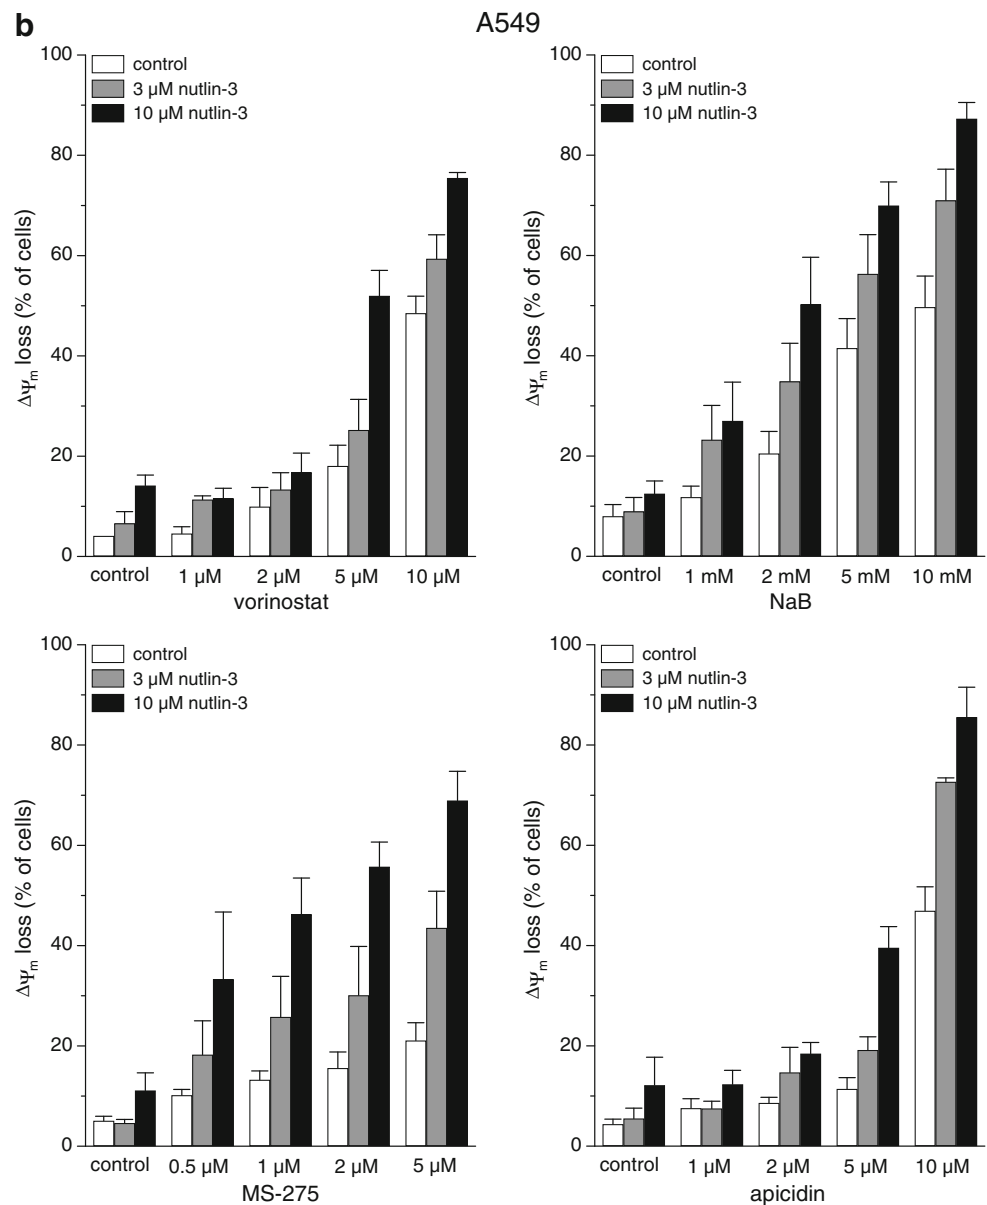 b
A549
100
80
60
40
20
0
ΔΨm loss (% of cells)
control
3 µM nutlin-3
10 µM nutlin-3
control 1 µM 2 µM 5 µM 10 µM
vorinostat
100
80
60
40
20
0
ΔΨm loss (% of cells)
control
3 µM nutlin-3
10 µM nutlin-3
control 1 mM 2 mM 5 mM 10 mM
NaB
100
80
60
40
20
0
ΔΨm loss (% of cells)
control
3 µM nutlin-3
10 µM nutlin-3
control 0.5 µM 1 µM 2 µM 5 µM
MS-275
100
80
60
40
20
0
ΔΨm loss (% of cells)
control
3 µM nutlin-3
10 µM nutlin-3
control 1 µM 2 µM 5 µM 10 µM
apicidin